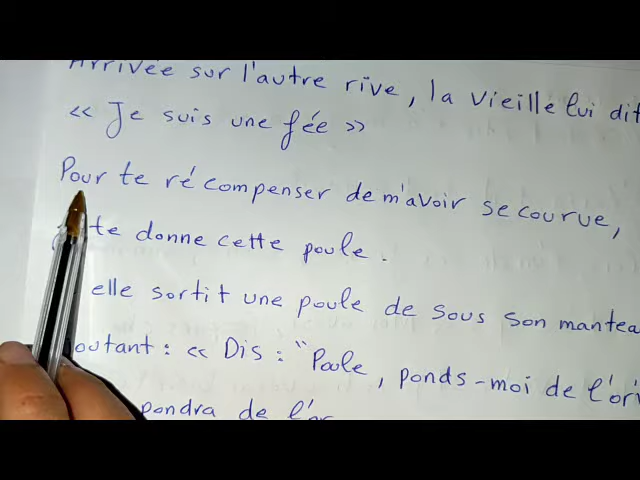 Arrivée sur l'autre rive, la vieille lui dit
« Je suis une fée »
Pour te récompenser de m'avoir secourue,
te donne cette poule.
elle sortit une poule de sous son mantea
outant : « Dis : "Poule, ponds-moi de l'or
pondra de l'or